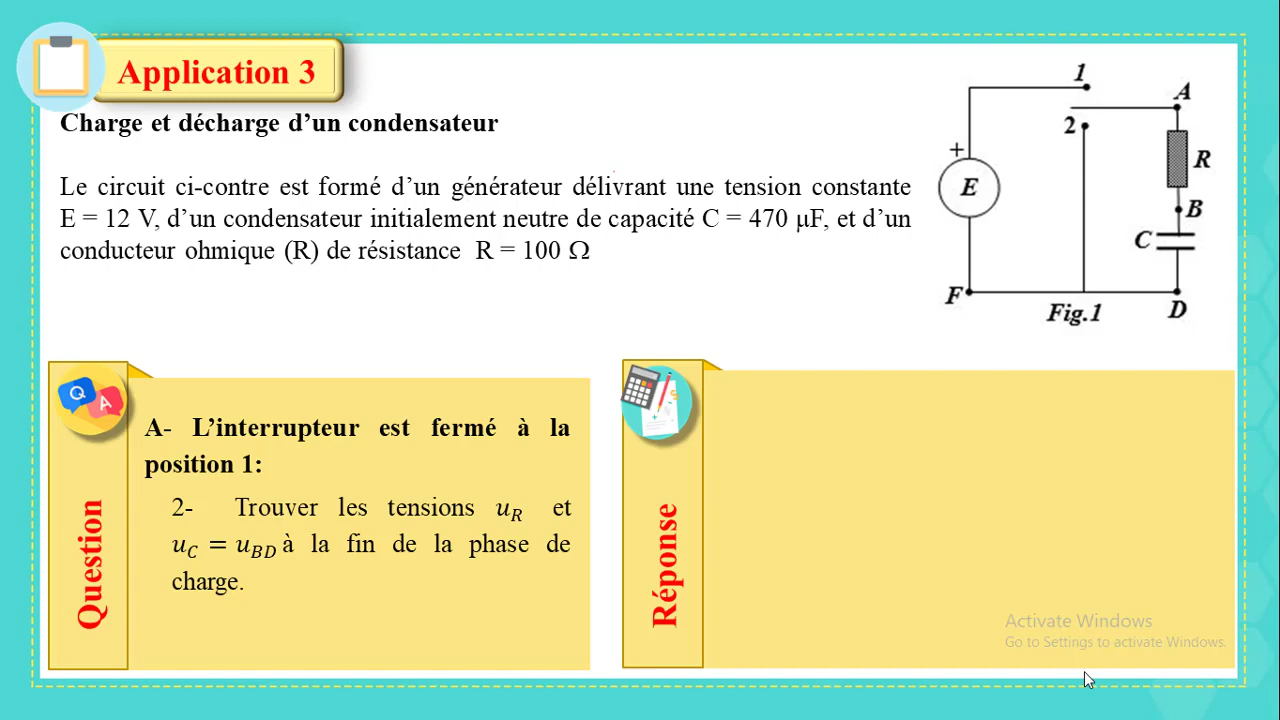 Application 3
Charge et décharge d’un condensateur
Le circuit ci-contre est formé d’un générateur délivrant une tension constante
E = 12 V, d’un condensateur initialement neutre de capacité C = 470 μF, et d’un
conducteur ohmique (R) de résistance R = 100 Ω
1
A
2
+
R
E
B
C
F
Fig.1
D
Q
A
Question
A- L’interrupteur est fermé à la
position 1:
2- Trouver les tensions u_R et
u_C = u_BD à la fin de la phase de
charge.
Réponse
Activate Windows
Go to Settings to activate Windows.